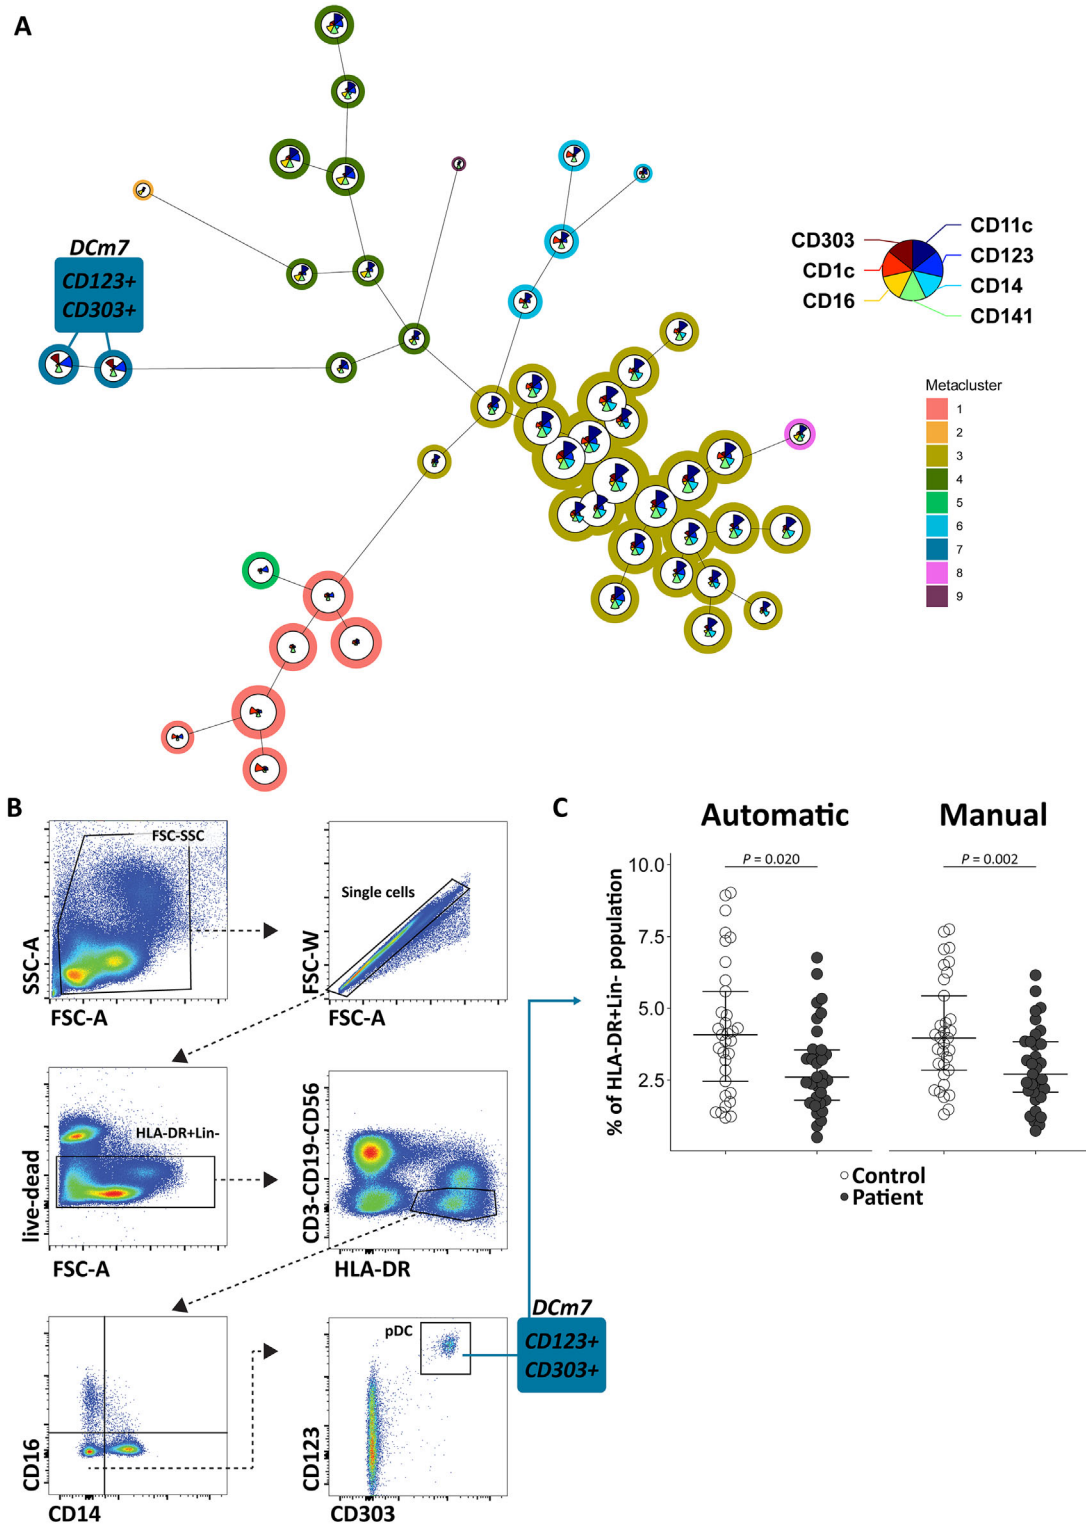 A
DCm7
CD123+
CD303+
CD303
CD1c
CD16
CD11c
CD123
CD14
CD141
Metacluster
1
2
3
4
5
6
7
8
9
B
FSC-SSC
SSC-A
FSC-A
Single cells
FSC-W
FSC-A
HLA-DR+Lin-
live-dead
FSC-A
CD3-CD19-CD56
HLA-DR
CD16
CD14
pDC
CD123
CD303
DCm7
CD123+
CD303+
C
Automatic
Manual
P = 0.020
P = 0.002
% of HLA-DR+Lin- population
10.0
7.5
5.0
2.5
Control
Patient